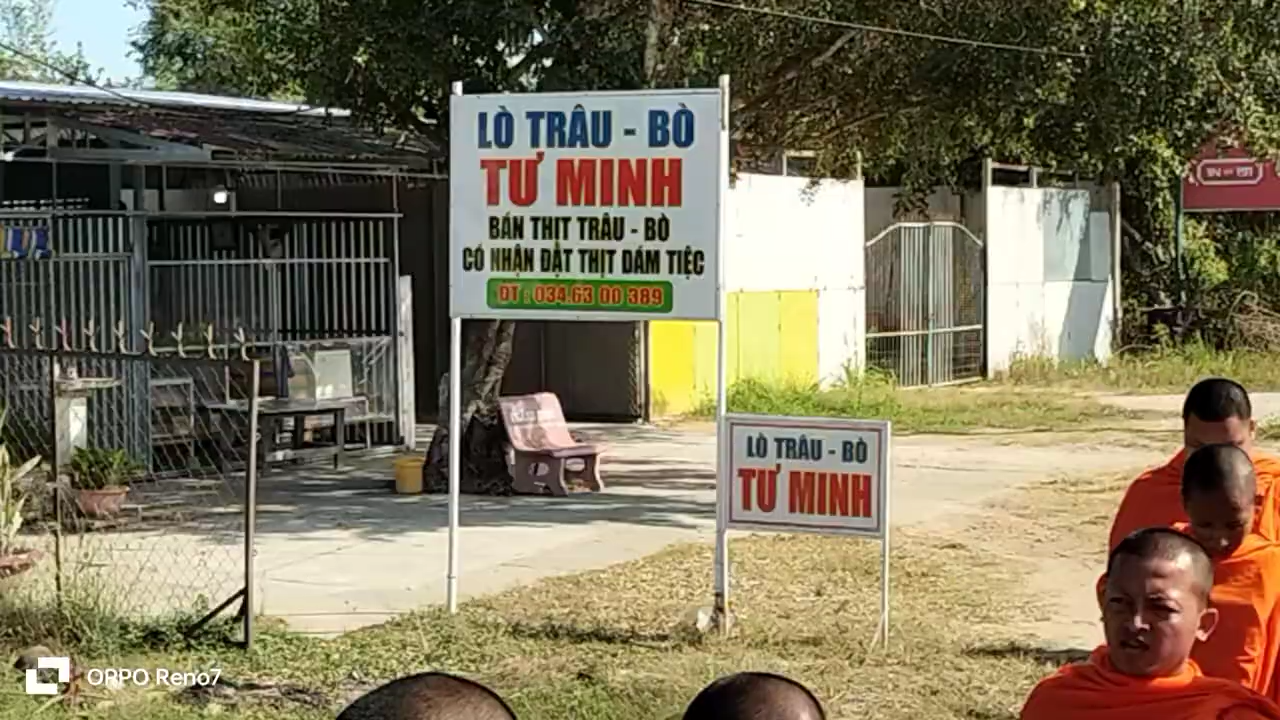 LÒ TRÂU - BÒ
TƯ MINH
BÁN THỊT TRÂU - BÒ
CÓ NHẬN ĐẶT THỊT ĐÁM TIỆC
ĐT : 034.63 00 389
LÒ TRÂU - BÒ
TƯ MINH
ORPO Reno7